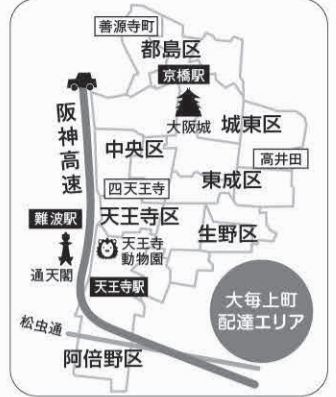 善源寺町
都島区
京橋駅
大阪城
城東区
阪神高速
中央区
高井田
東成区
四天王寺
難波駅
天王寺区
生野区
通天閣
天王寺
動物園
天王寺駅
大毎上町
配達エリア
松虫通
阿倍野区